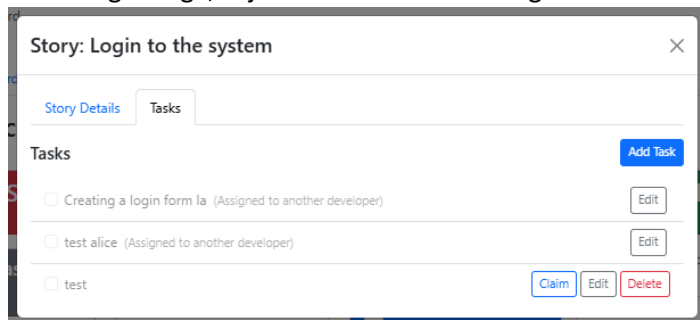 Story: Login to the system
Story Details Tasks
Tasks Add Task
Creating a login form la (Assigned to another developer) Edit
test alice (Assigned to another developer) Edit
test Claim Edit Delete